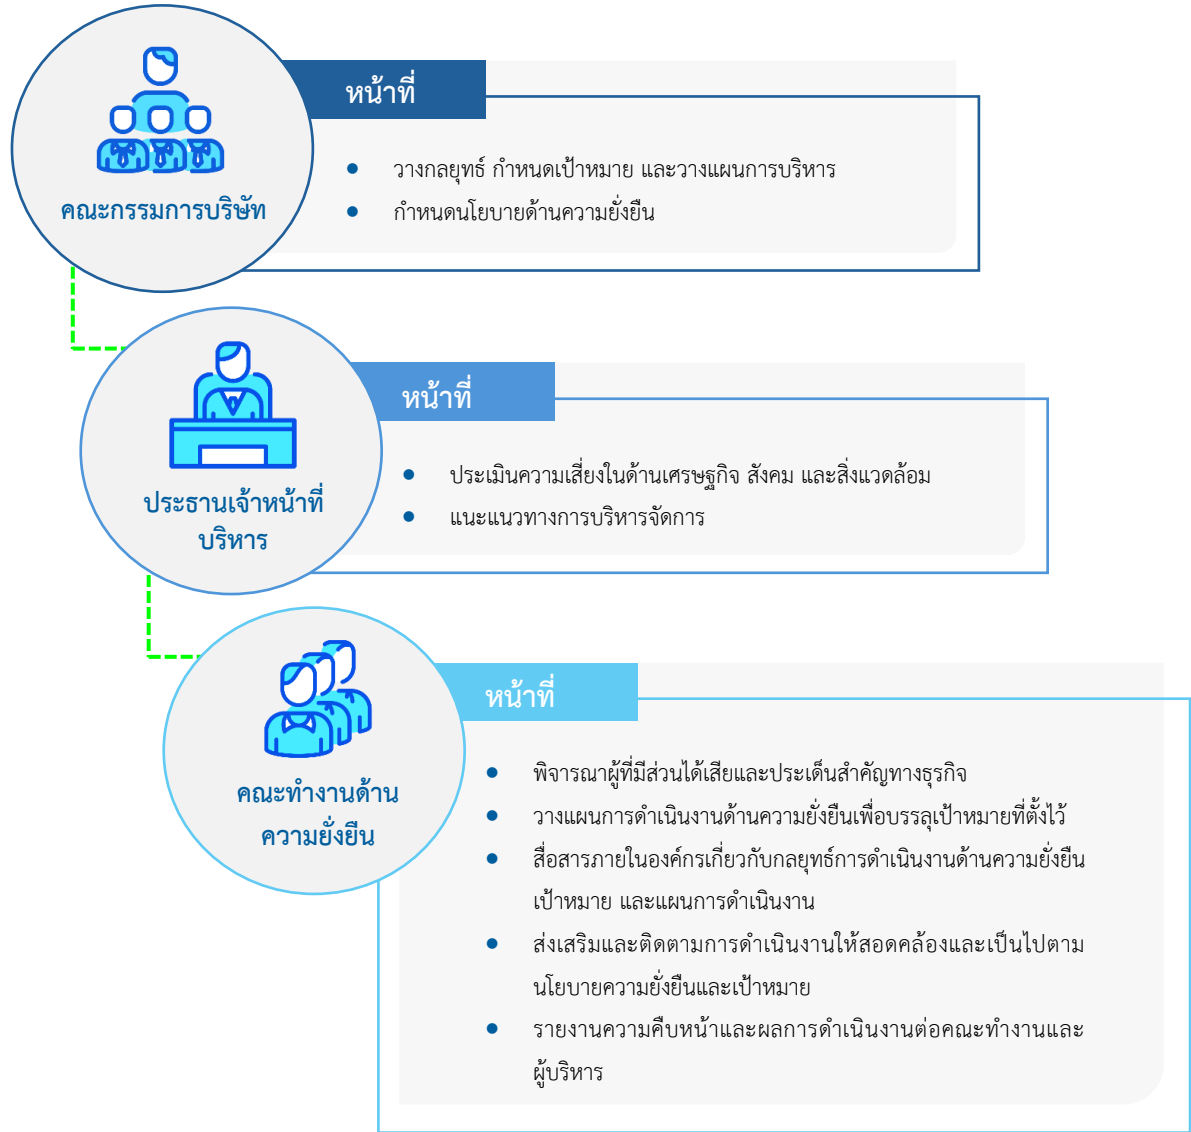 คณะกรรมการบริษัท
หน้าที่
วางกลยุทธ์ กำหนดเป้าหมาย และวางแผนการบริหาร
กำหนดนโยบายด้านความยั่งยืน
ประธานเจ้าหน้าที่
บริหาร
หน้าที่
ประเมินความเสี่ยงในด้านเศรษฐกิจ สังคม และสิ่งแวดล้อม
แนะแนวทางการบริหารจัดการ
คณะทำงานด้าน
ความยั่งยืน
หน้าที่
พิจารณาผู้ที่มีส่วนได้เสียและประเด็นสำคัญทางธุรกิจ
วางแผนการดำเนินงานด้านความยั่งยืนเพื่อบรรลุเป้าหมายที่ตั้งไว้
สื่อสารภายในองค์กรเกี่ยวกับกลยุทธ์การดำเนินงานด้านความยั่งยืน
เป้าหมาย และแผนการดำเนินงาน
ส่งเสริมและติดตามการดำเนินงานให้สอดคล้องและเป็นไปตาม
นโยบายความยั่งยืนและเป้าหมาย
รายงานความคืบหน้าและผลการดำเนินงานต่อคณะทำงานและ
ผู้บริหาร